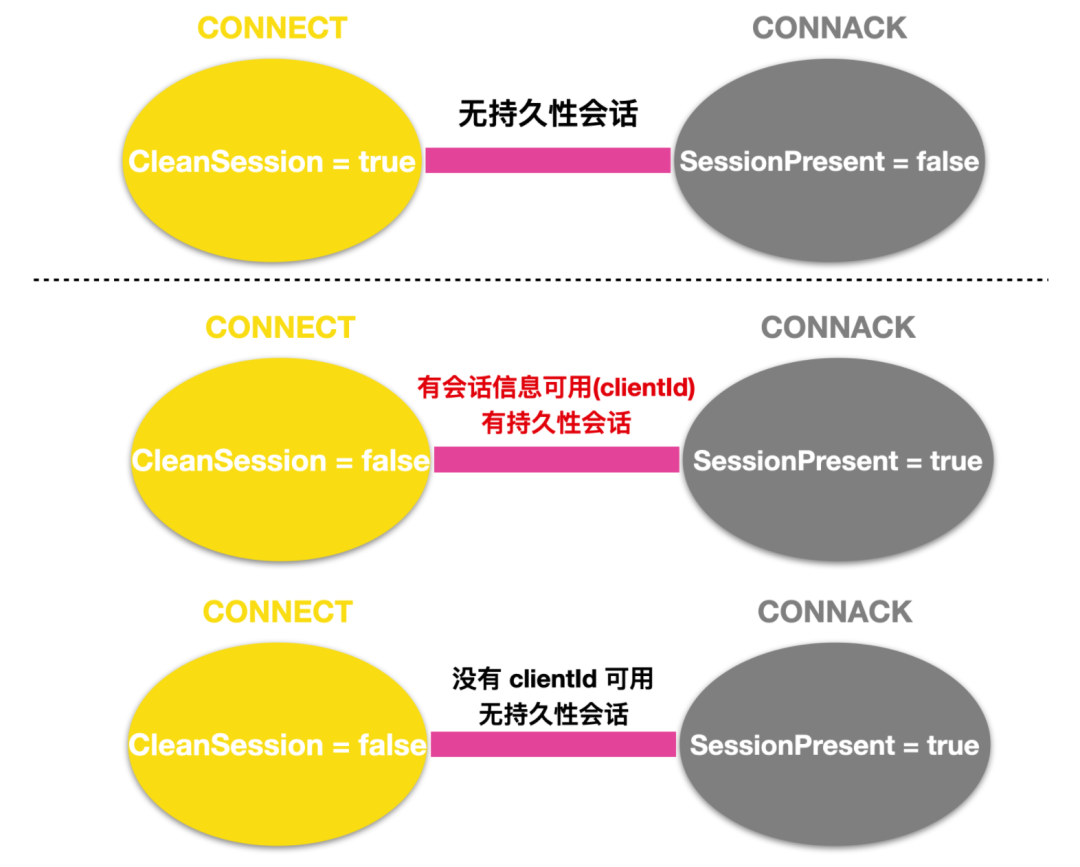 CONNECT
CONNACK
无持久性会话
CleanSession = true
SessionPresent = false
CONNECT
CONNACK
有会话信息可用(clientId)
有持久性会话
CleanSession = false
SessionPresent = true
CONNECT
CONNACK
没有 clientId 可用
无持久性会话
CleanSession = false
SessionPresent = true